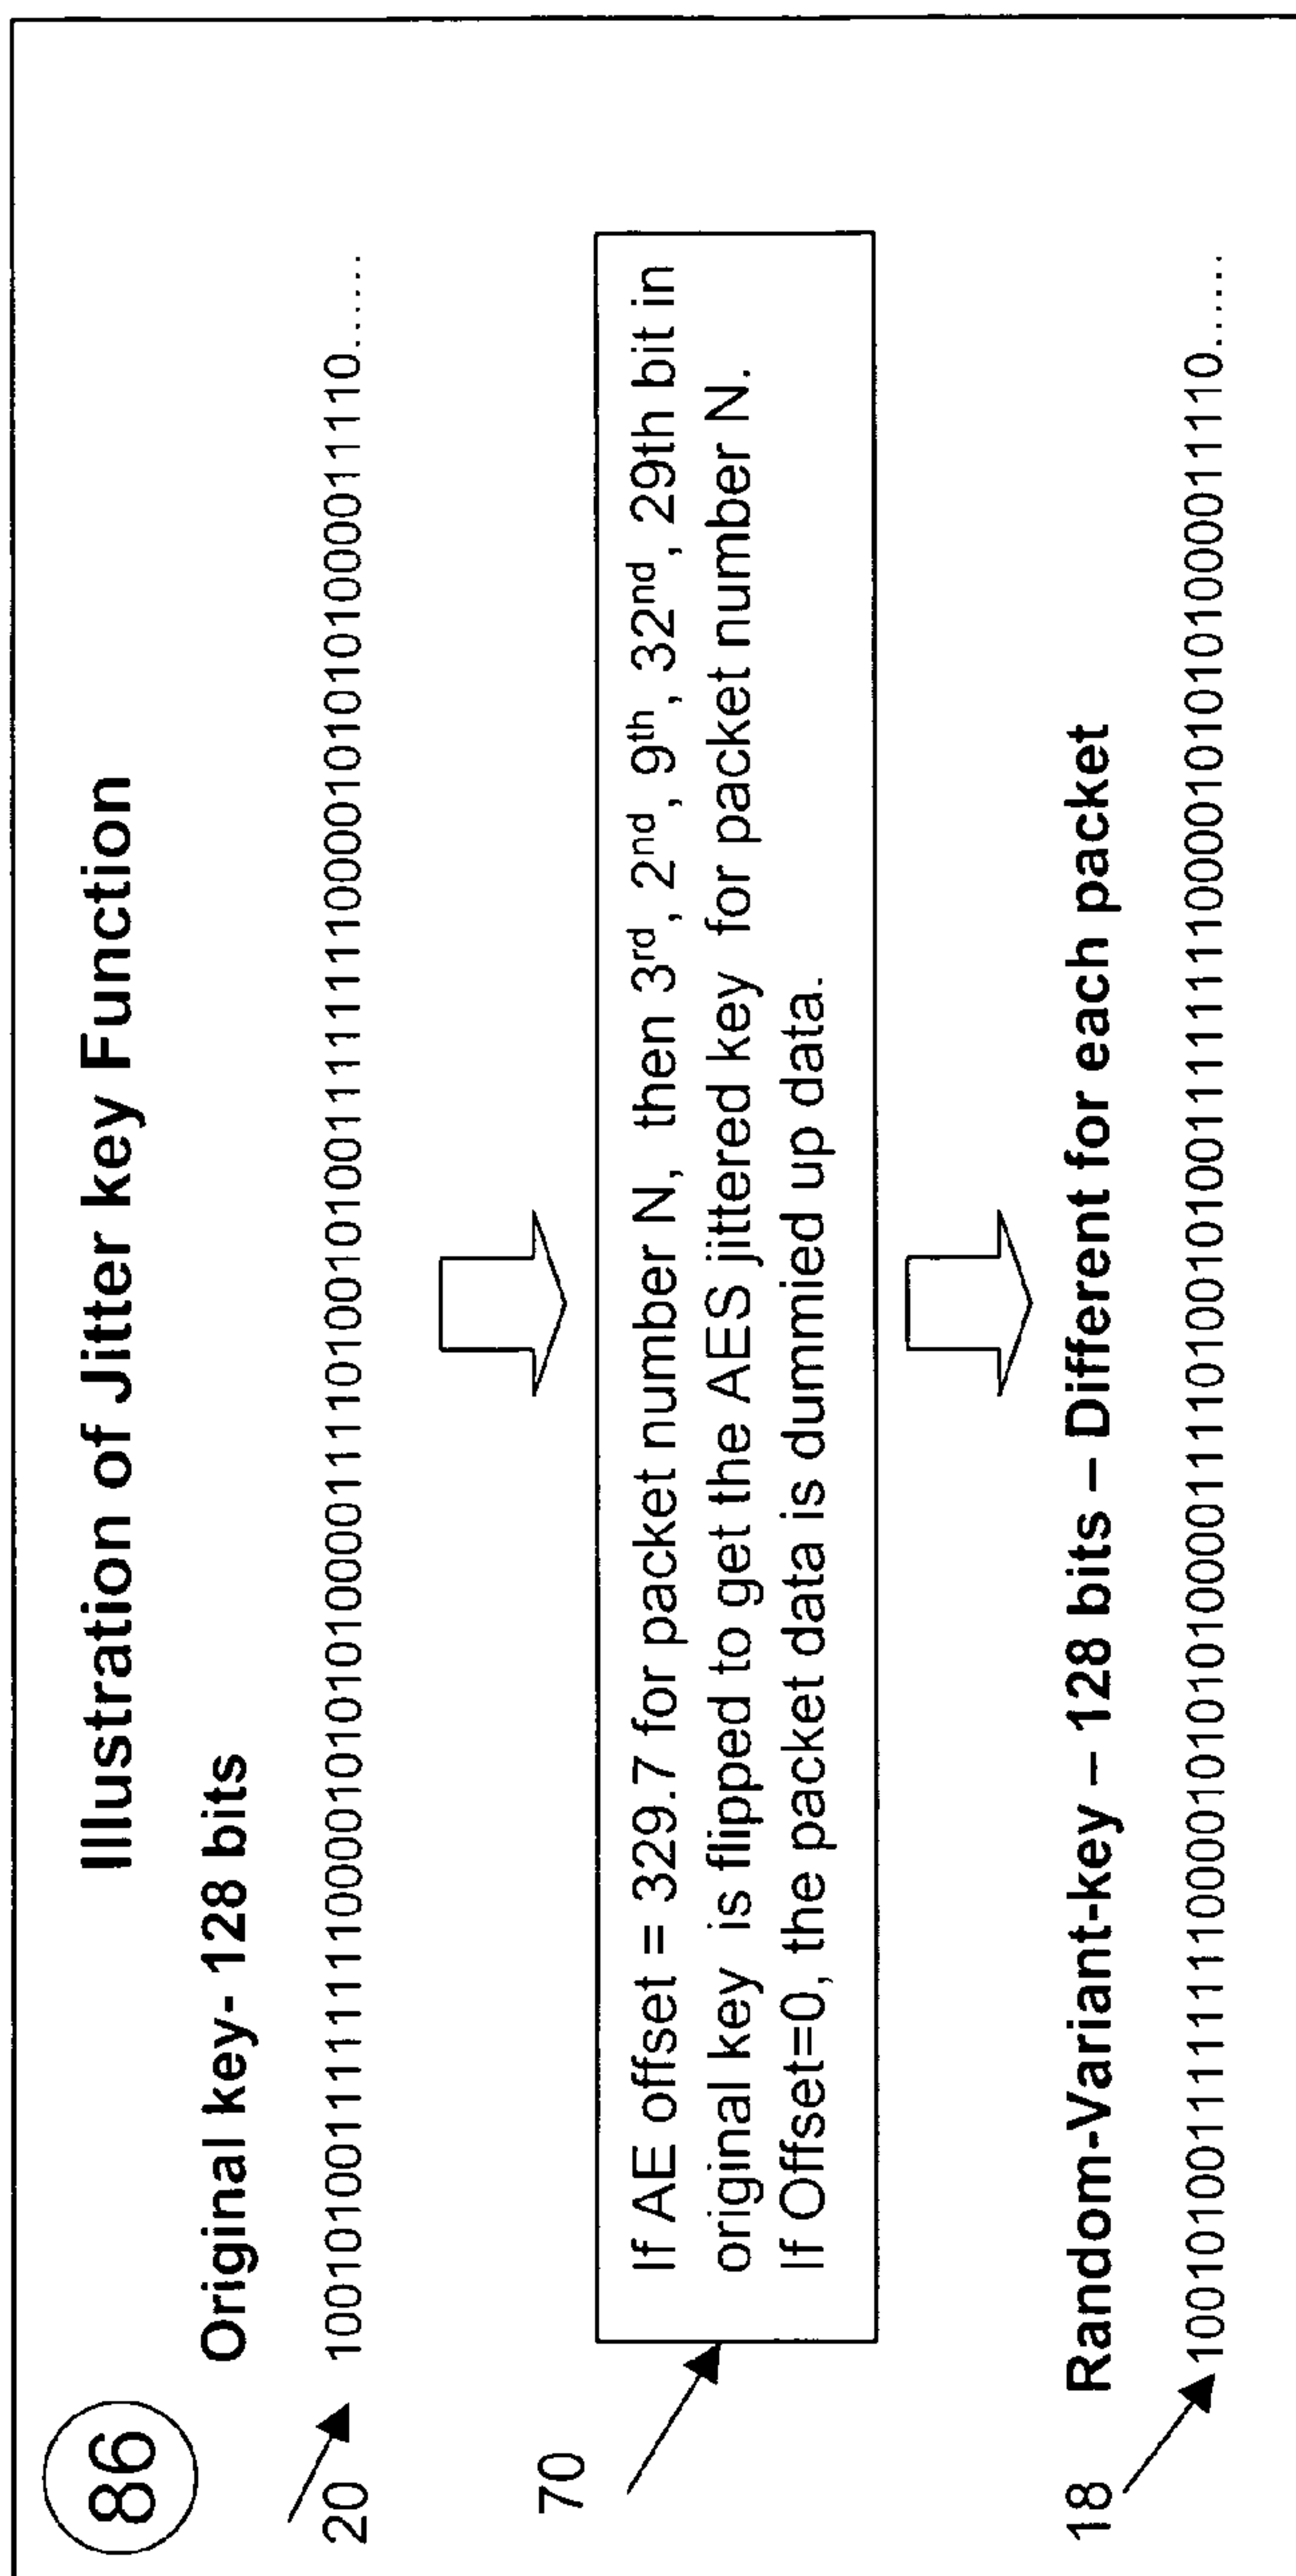 86
Illustration of Jitter key Function
Original key- 128 bits
20
10010100111111111000010101010000111101001010011111111100001010101000011110......
70
If AE offset = 329.7 for packet number N, then 3rd, 2nd, 9th, 32nd, 29th bit in
original key is flipped to get the AES jittered key for packet number N.
If Offset=0, the packet data is dummied up data.
18
Random-Variant-key – 128 bits – Different for each packet
10010100111111111000010101010000111101001010011111111100001010101000011110......